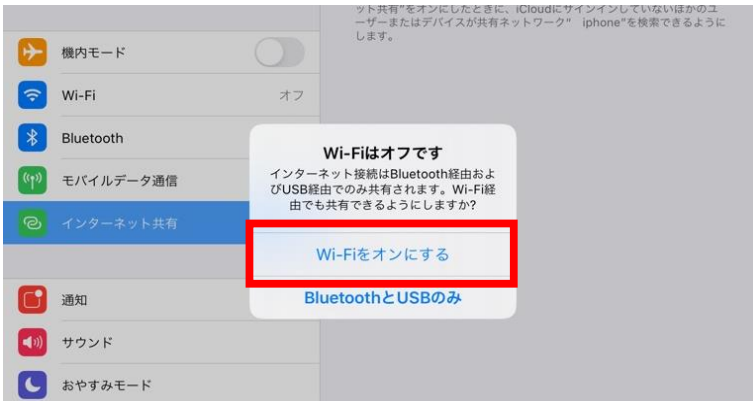 ット共有"をオンにしたときに、iCloudにサインインしていないほかのユ
ーザーまたはデバイスが共有ネットワーク" iphone"を検索できるように
します。
機内モード
Wi-Fi オフ
Bluetooth
モバイルデータ通信
インターネット共有
通知
サウンド
おやすみモード
Wi-Fiはオフです
インターネット接続はBluetooth経由およ
びUSB経由でのみ共有されます。Wi-Fi経
由でも共有できるようにしますか?
Wi-Fiをオンにする
BluetoothとUSBのみ